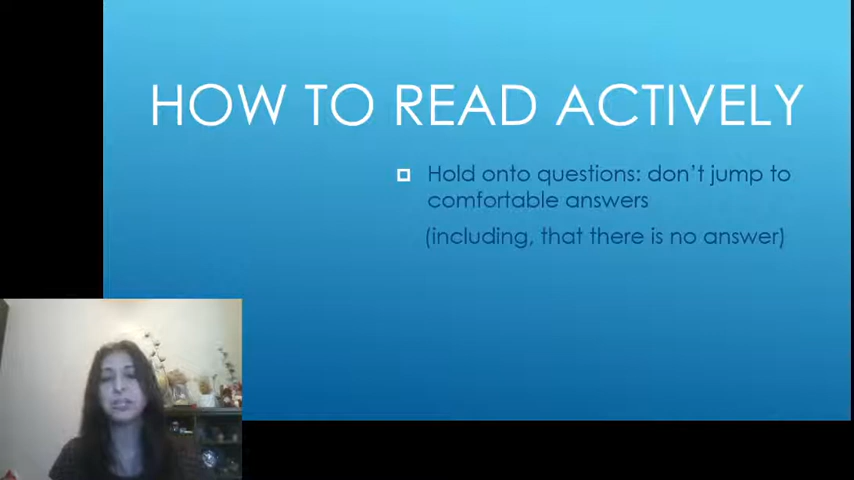 HOW TO READ ACTIVELY
Hold onto questions: don't jump to
comfortable answers
(including, that there is no answer)